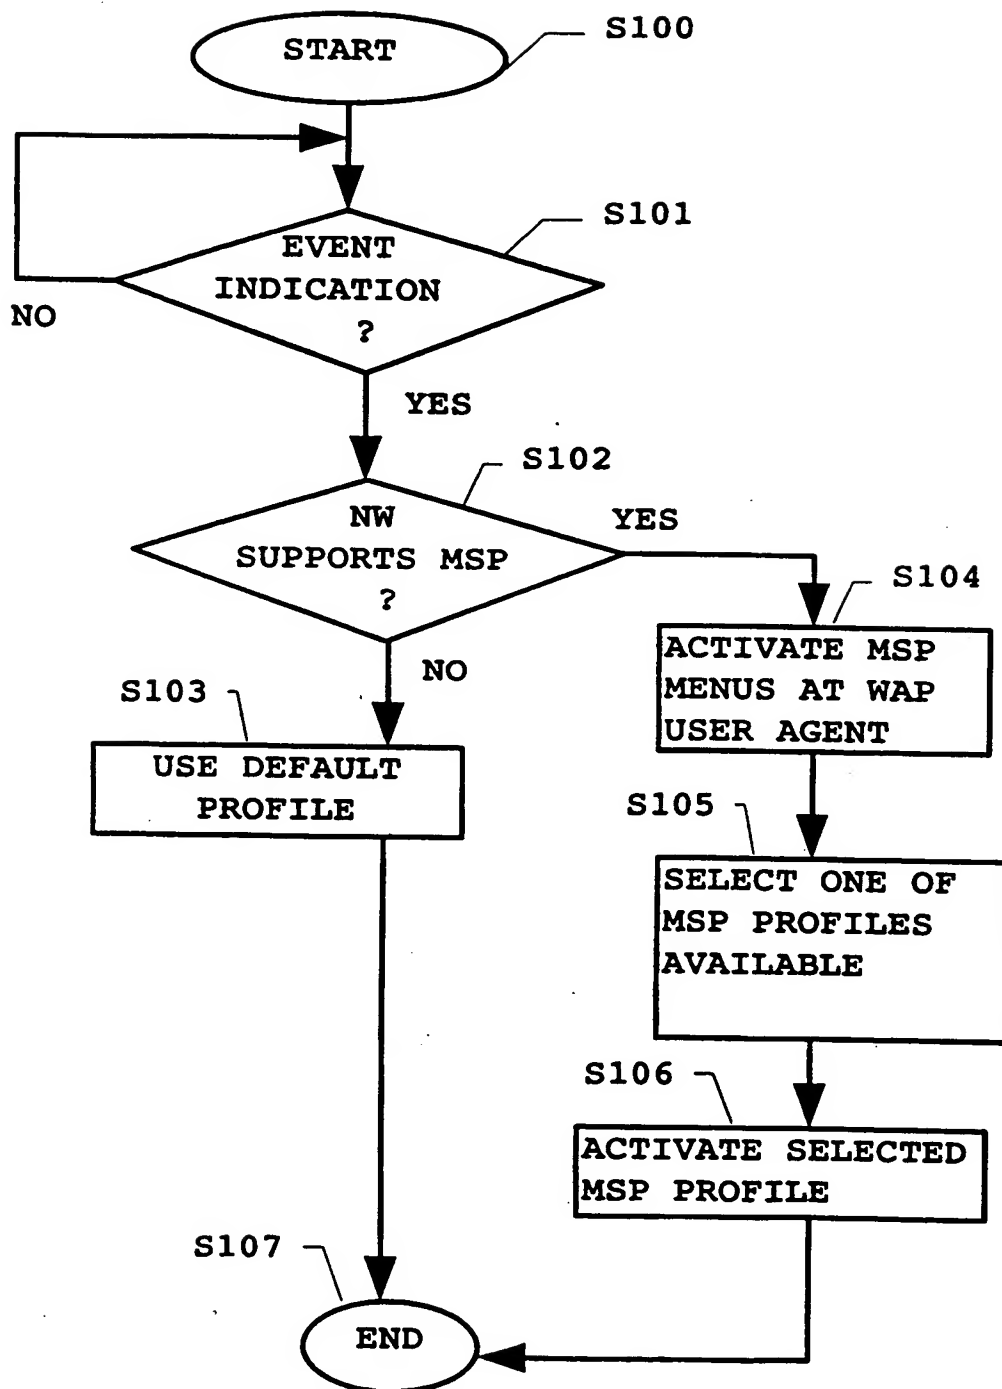 START
S100
EVENT
INDICATION
?
S101
NO
YES
NW
SUPPORTS MSP
?
S102
YES
NO
S103
USE DEFAULT
PROFILE
S104
ACTIVATE MSP
MENUS AT WAP
USER AGENT
S105
SELECT ONE OF
MSP PROFILES
AVAILABLE
S106
ACTIVATE SELECTED
MSP PROFILE
S107
END